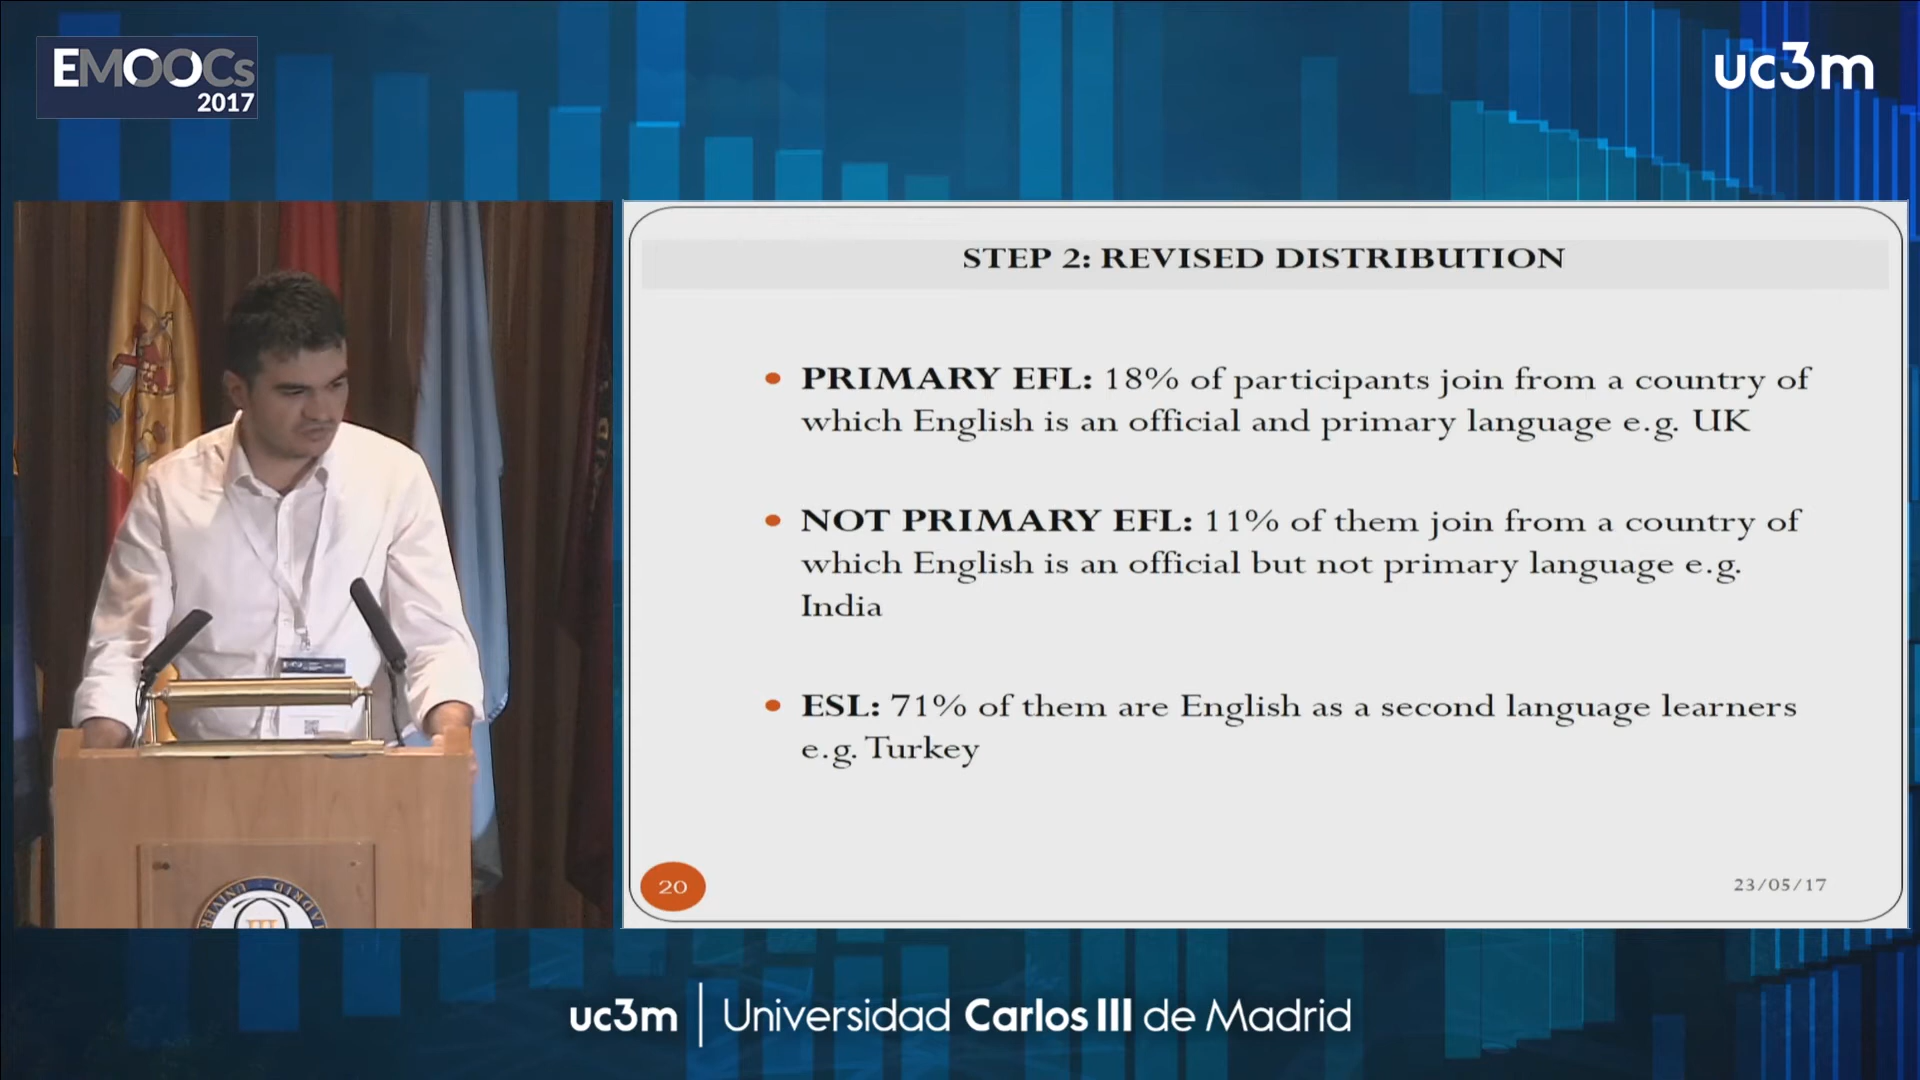 EMOOCs
2017
uc3m
STEP 2: REVISED DISTRIBUTION
• PRIMARY EFL: 18% of participants join from a country of
which English is an official and primary language e.g. UK
• NOT PRIMARY EFL: 11% of them join from a country of
which English is an official but not primary language e.g.
India
• ESL: 71% of them are English as a second language learners
e.g. Turkey
20
23/05/17
uc3m | Universidad Carlos III de Madrid